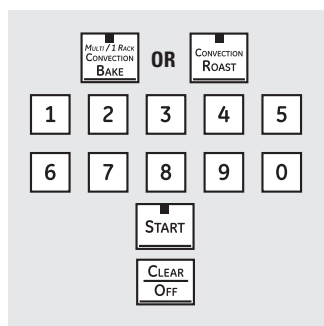 MULTI / 1 RACK
CONVECTION
BAKE
OR
CONVECTION
ROAST
1 2 3 4 5
6 7 8 9 0
START
CLEAR
OFF